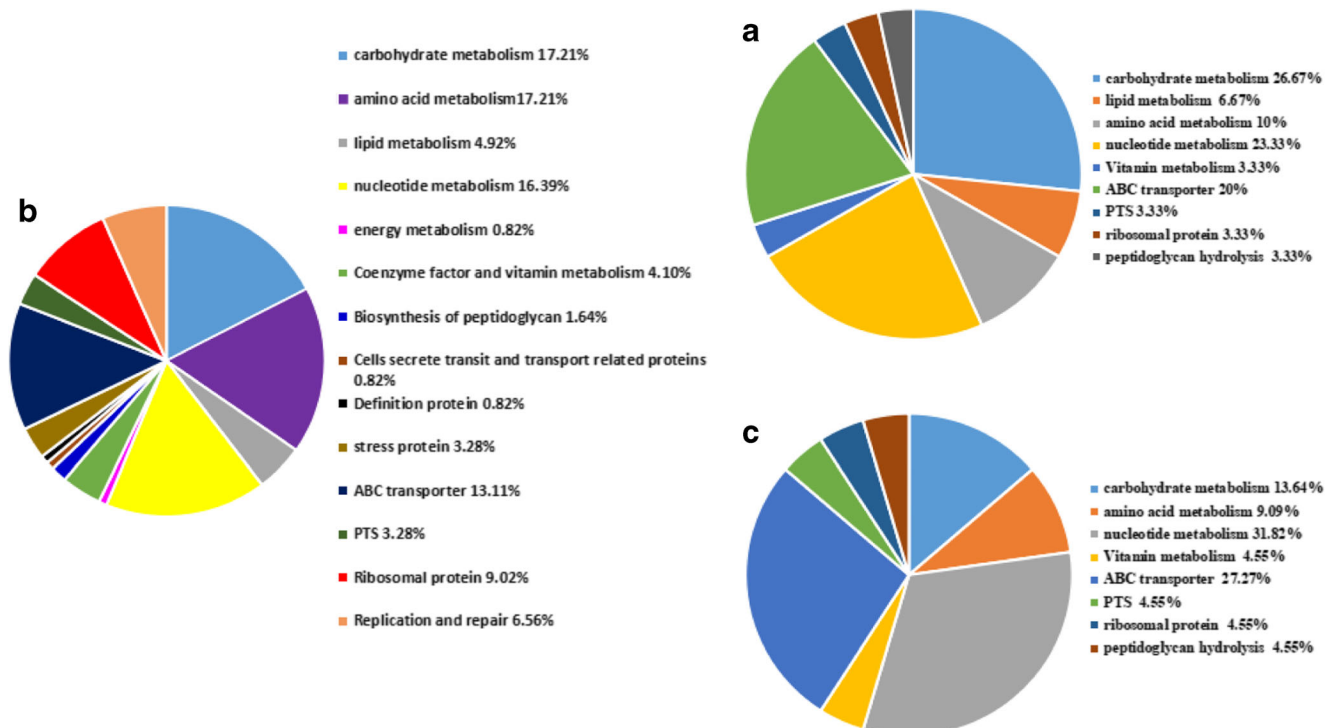 b
carbohydrate metabolism 17.21%
amino acid metabolism17.21%
lipid metabolism 4.92%
nucleotide metabolism 16.39%
energy metabolism 0.82%
Coenzyme factor and vitamin metabolism 4.10%
Biosynthesis of peptidoglycan 1.64%
Cells secrete transit and transport related proteins
0.82%
Definition protein 0.82%
stress protein 3.28%
ABC transporter 13.11%
PTS 3.28%
Ribosomal protein 9.02%
Replication and repair 6.56%
a
carbohydrate metabolism 26.67%
lipid metabolism 6.67%
amino acid metabolism 10%
nucleotide metabolism 23.33%
Vitamin metabolism 3.33%
ABC transporter 20%
PTS 3.33%
ribosomal protein 3.33%
peptidoglycan hydrolysis 3.33%
c
carbohydrate metabolism 13.64%
amino acid metabolism 9.09%
nucleotide metabolism 31.82%
Vitamin metabolism 4.55%
ABC transporter 27.27%
PTS 4.55%
ribosomal protein 4.55%
peptidoglycan hydrolysis 4.55%